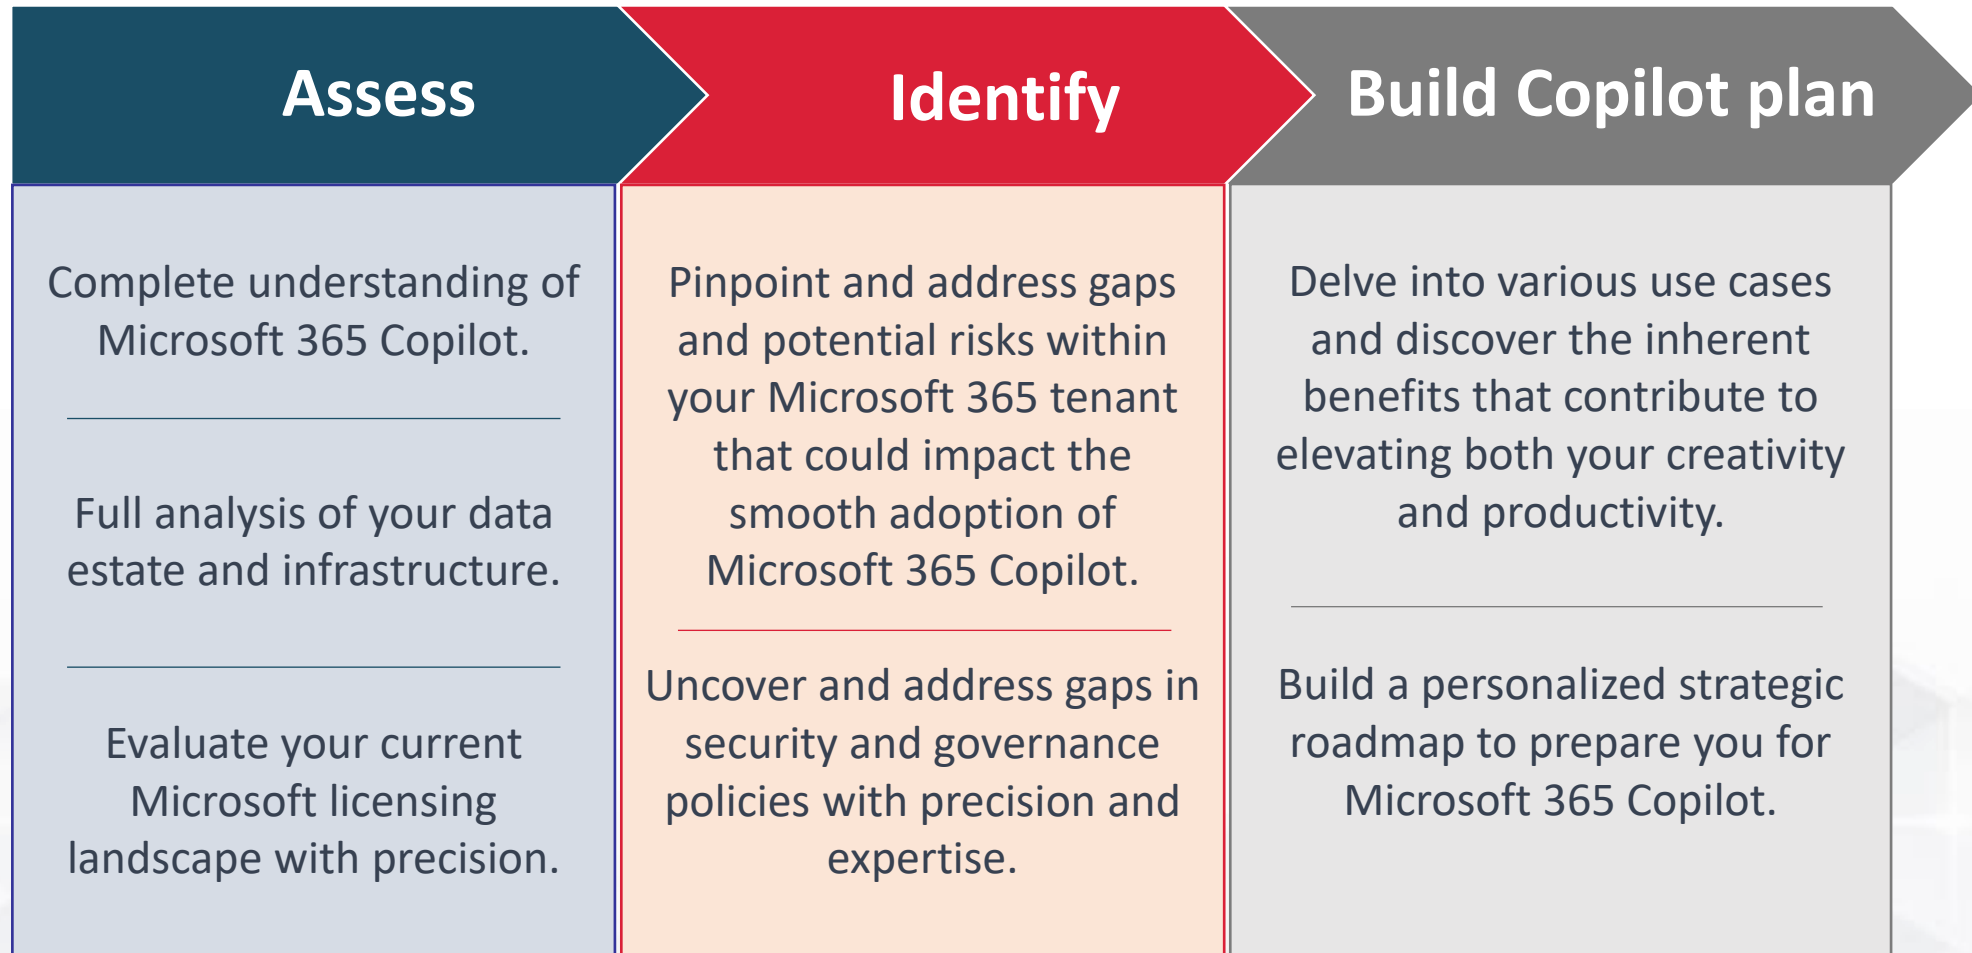 Assess
Identify
Build Copilot plan
Complete understanding of
Microsoft 365 Copilot.
Full analysis of your data
estate and infrastructure.
Evaluate your current
Microsoft licensing
landscape with precision.
Pinpoint and address gaps
and potential risks within
your Microsoft 365 tenant
that could impact the
smooth adoption of
Microsoft 365 Copilot.
Uncover and address gaps in
security and governance
policies with precision and
expertise.
Delve into various use cases
and discover the inherent
benefits that contribute to
elevating both your creativity
and productivity.
Build a personalized strategic
roadmap to prepare you for
Microsoft 365 Copilot.